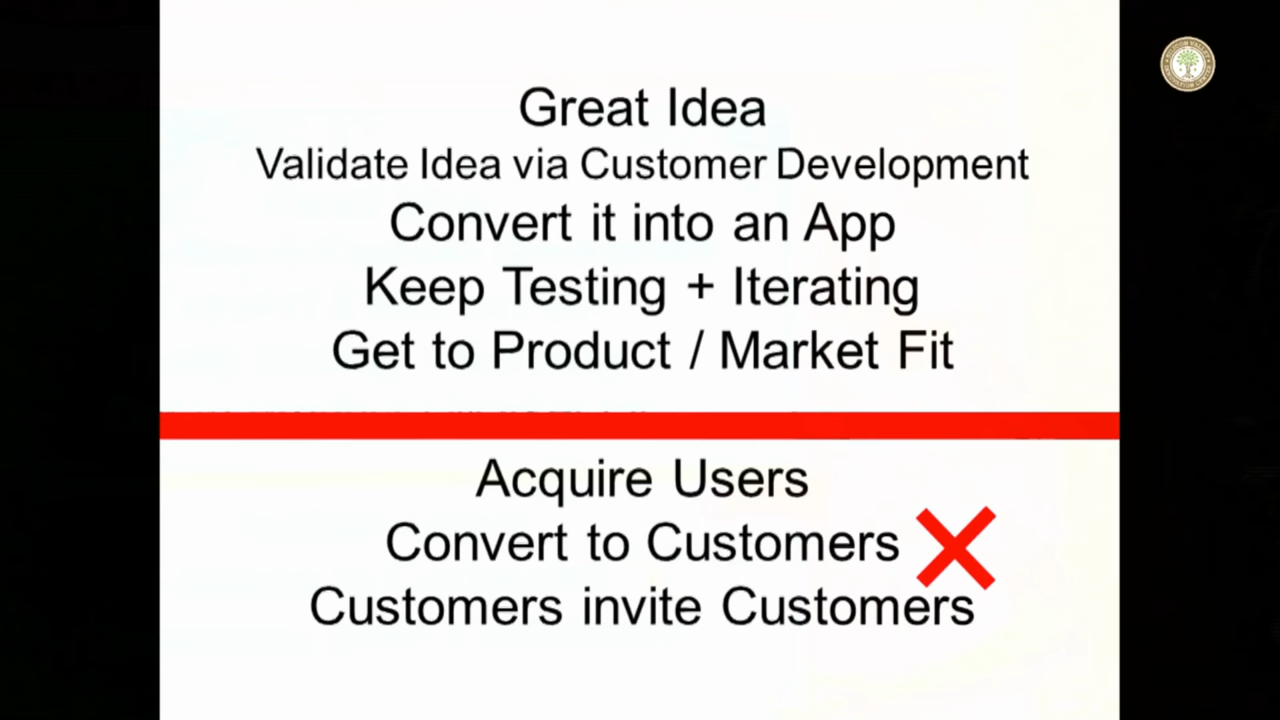 Great Idea
Validate Idea via Customer Development
Convert it into an App
Keep Testing + Iterating
Get to Product / Market Fit
Acquire Users
Convert to Customers
Customers invite Customers